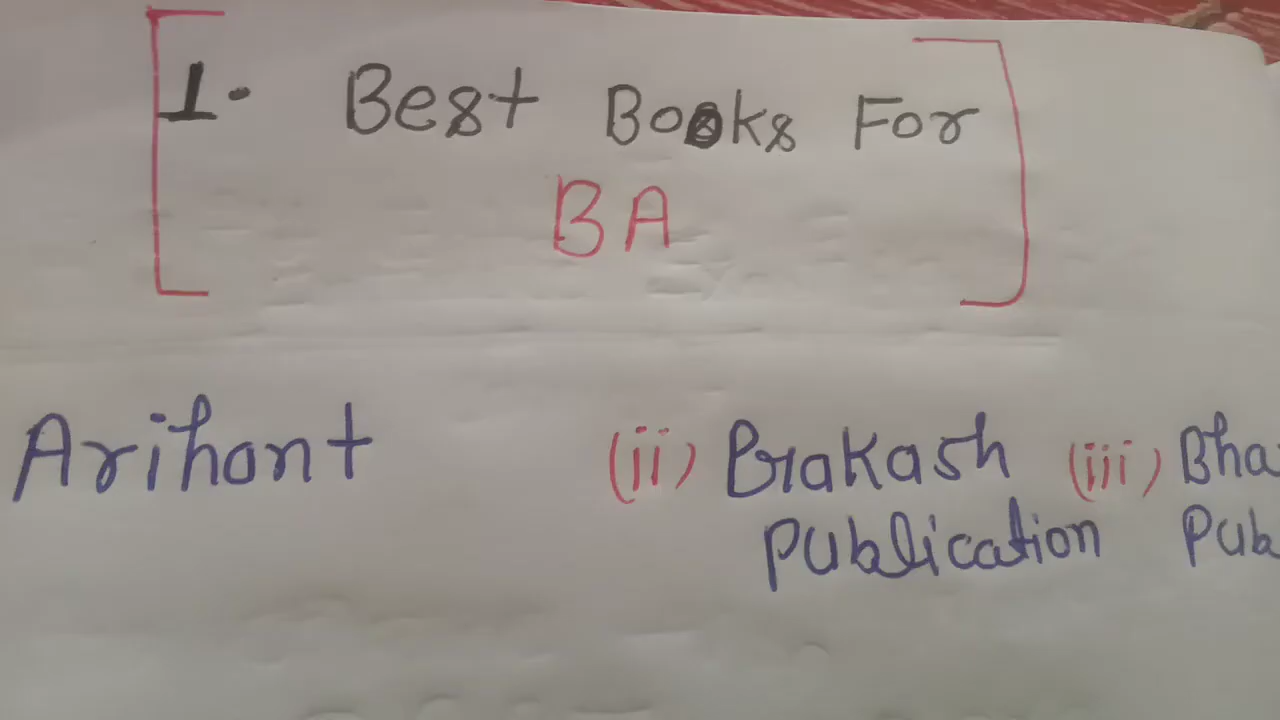 1. Best Books For
BA
Arihant (ii) Prakash (iii) Bha
Publication Pub